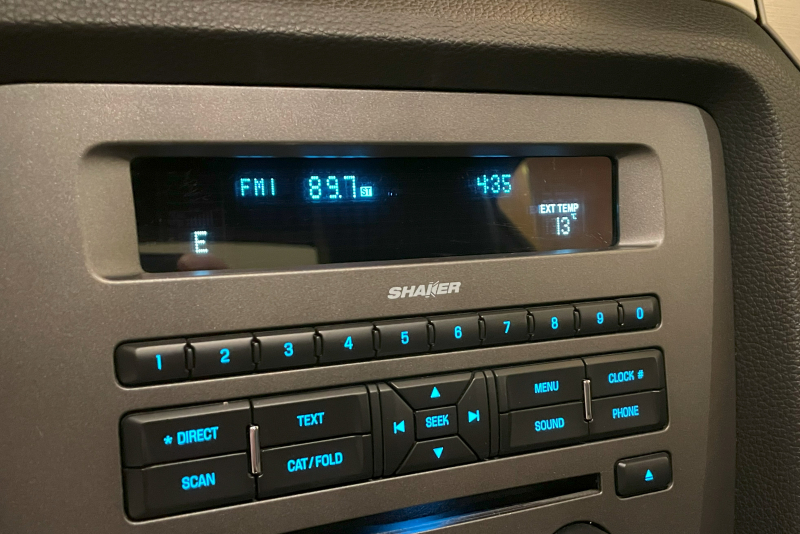 FM1 89.7 ST 4:35
EXT TEMP
13 °C
E
SHAKER
1 2 3 4 5 6 7 8 9 0
* DIRECT TEXT SEEK MENU CLOCK #
SCAN CAT/FOLD SOUND PHONE